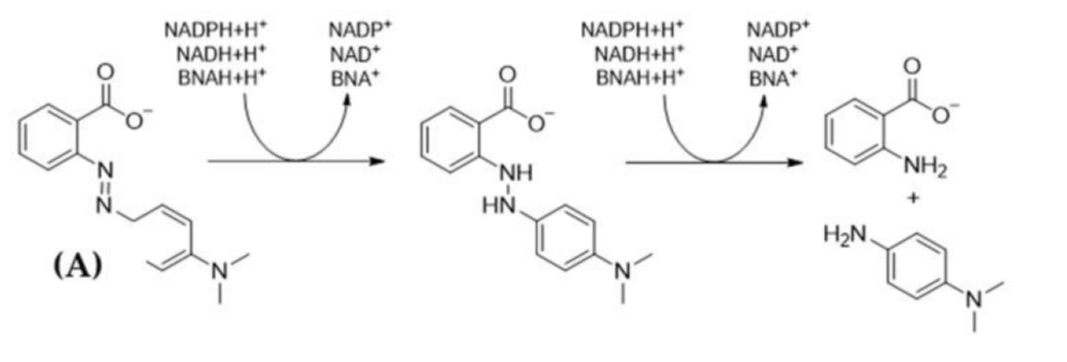 NADPH+H⁺
NADH+H⁺
BNAH+H⁺
NADP⁺
NAD⁺
BNA⁺
O
O⁻
N
N
N
(A)
NADPH+H⁺
NADH+H⁺
BNAH+H⁺
NADP⁺
NAD⁺
BNA⁺
O
O⁻
NH
HN
N
O
O⁻
NH₂
+
H₂N
N